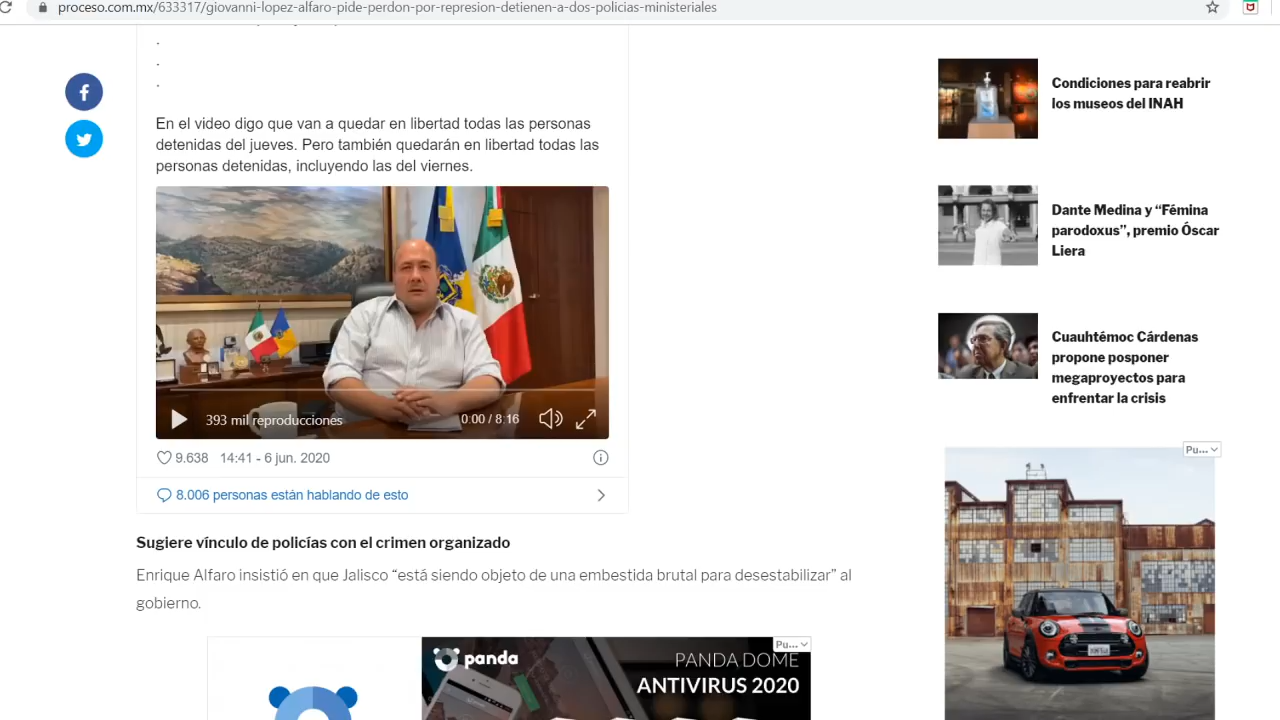 proceso.com.mx/633317/giovanni-lopez-alfaro-pide-perdon-por-represion-detienen-a-dos-policias-ministeriales
.
.
.
En el video digo que van a quedar en libertad todas las personas
detenidas del jueves. Pero también quedarán en libertad todas las
personas detenidas, incluyendo las del viernes.
393 mil reproducciones
0:00 / 8:16
9.638 14:41 - 6 jun. 2020
8.006 personas están hablando de esto
Sugiere vínculo de policías con el crimen organizado
Enrique Alfaro insistió en que Jalisco “está siendo objeto de una embestida brutal para desestabilizar” al
gobierno.
Pu...
panda
PANDA DOME
ANTIVIRUS 2020
Condiciones para reabrir
los museos del INAH
Dante Medina y “Fémina
parodoxus”, premio Óscar
Liera
Cuauhtémoc Cárdenas
propone posponer
megaproyectos para
enfrentar la crisis
Pu...